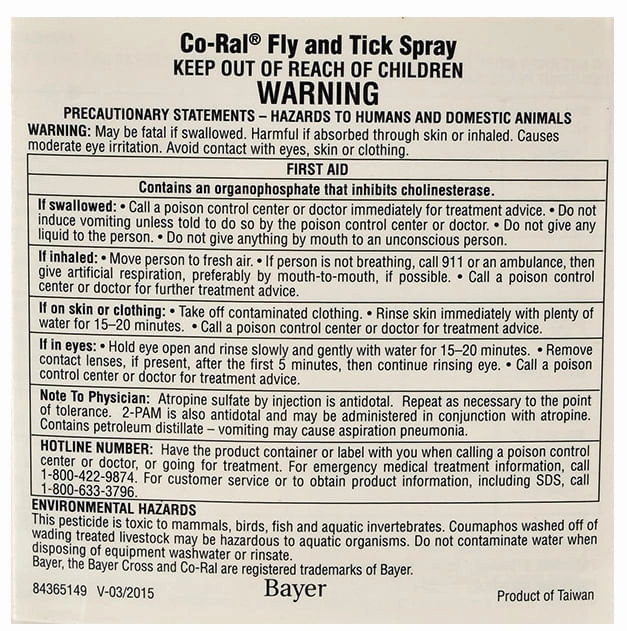 Co-Ral® Fly and Tick Spray
KEEP OUT OF REACH OF CHILDREN
WARNING
PRECAUTIONARY STATEMENTS – HAZARDS TO HUMANS AND DOMESTIC ANIMALS
WARNING: May be fatal if swallowed. Harmful if absorbed through skin or inhaled. Causes
moderate eye irritation. Avoid contact with eyes, skin or clothing.
FIRST AID
Contains an organophosphate that inhibits cholinesterase.
If swallowed: • Call a poison control center or doctor immediately for treatment advice. • Do not
induce vomiting unless told to do so by the poison control center or doctor. • Do not give any
liquid to the person. • Do not give anything by mouth to an unconscious person.
If inhaled: • Move person to fresh air. • If person is not breathing, call 911 or an ambulance, then
give artificial respiration, preferably by mouth-to-mouth, if possible. • Call a poison control
center or doctor for further treatment advice.
If on skin or clothing: • Take off contaminated clothing. • Rinse skin immediately with plenty of
water for 15–20 minutes. • Call a poison control center or doctor for treatment advice.
If in eyes: • Hold eye open and rinse slowly and gently with water for 15–20 minutes. • Remove
contact lenses, if present, after the first 5 minutes, then continue rinsing eye. • Call a poison
control center or doctor for treatment advice.
Note To Physician: Atropine sulfate by injection is antidotal. Repeat as necessary to the point
of tolerance. 2-PAM is also antidotal and may be administered in conjunction with atropine.
Contains petroleum distillate – vomiting may cause aspiration pneumonia.
HOTLINE NUMBER: Have the product container or label with you when calling a poison control
center or doctor, or going for treatment. For emergency medical treatment information, call
1-800-422-9874. For customer service or to obtain product information, including SDS, call
1-800-633-3796.
ENVIRONMENTAL HAZARDS
This pesticide is toxic to mammals, birds, fish and aquatic invertebrates. Coumaphos washed off of
wading treated livestock may be hazardous to aquatic organisms. Do not contaminate water when
disposing of equipment washwater or rinsate.
Bayer, the Bayer Cross and Co-Ral are registered trademarks of Bayer.
84365149 V-03/2015 Bayer Product of Taiwan